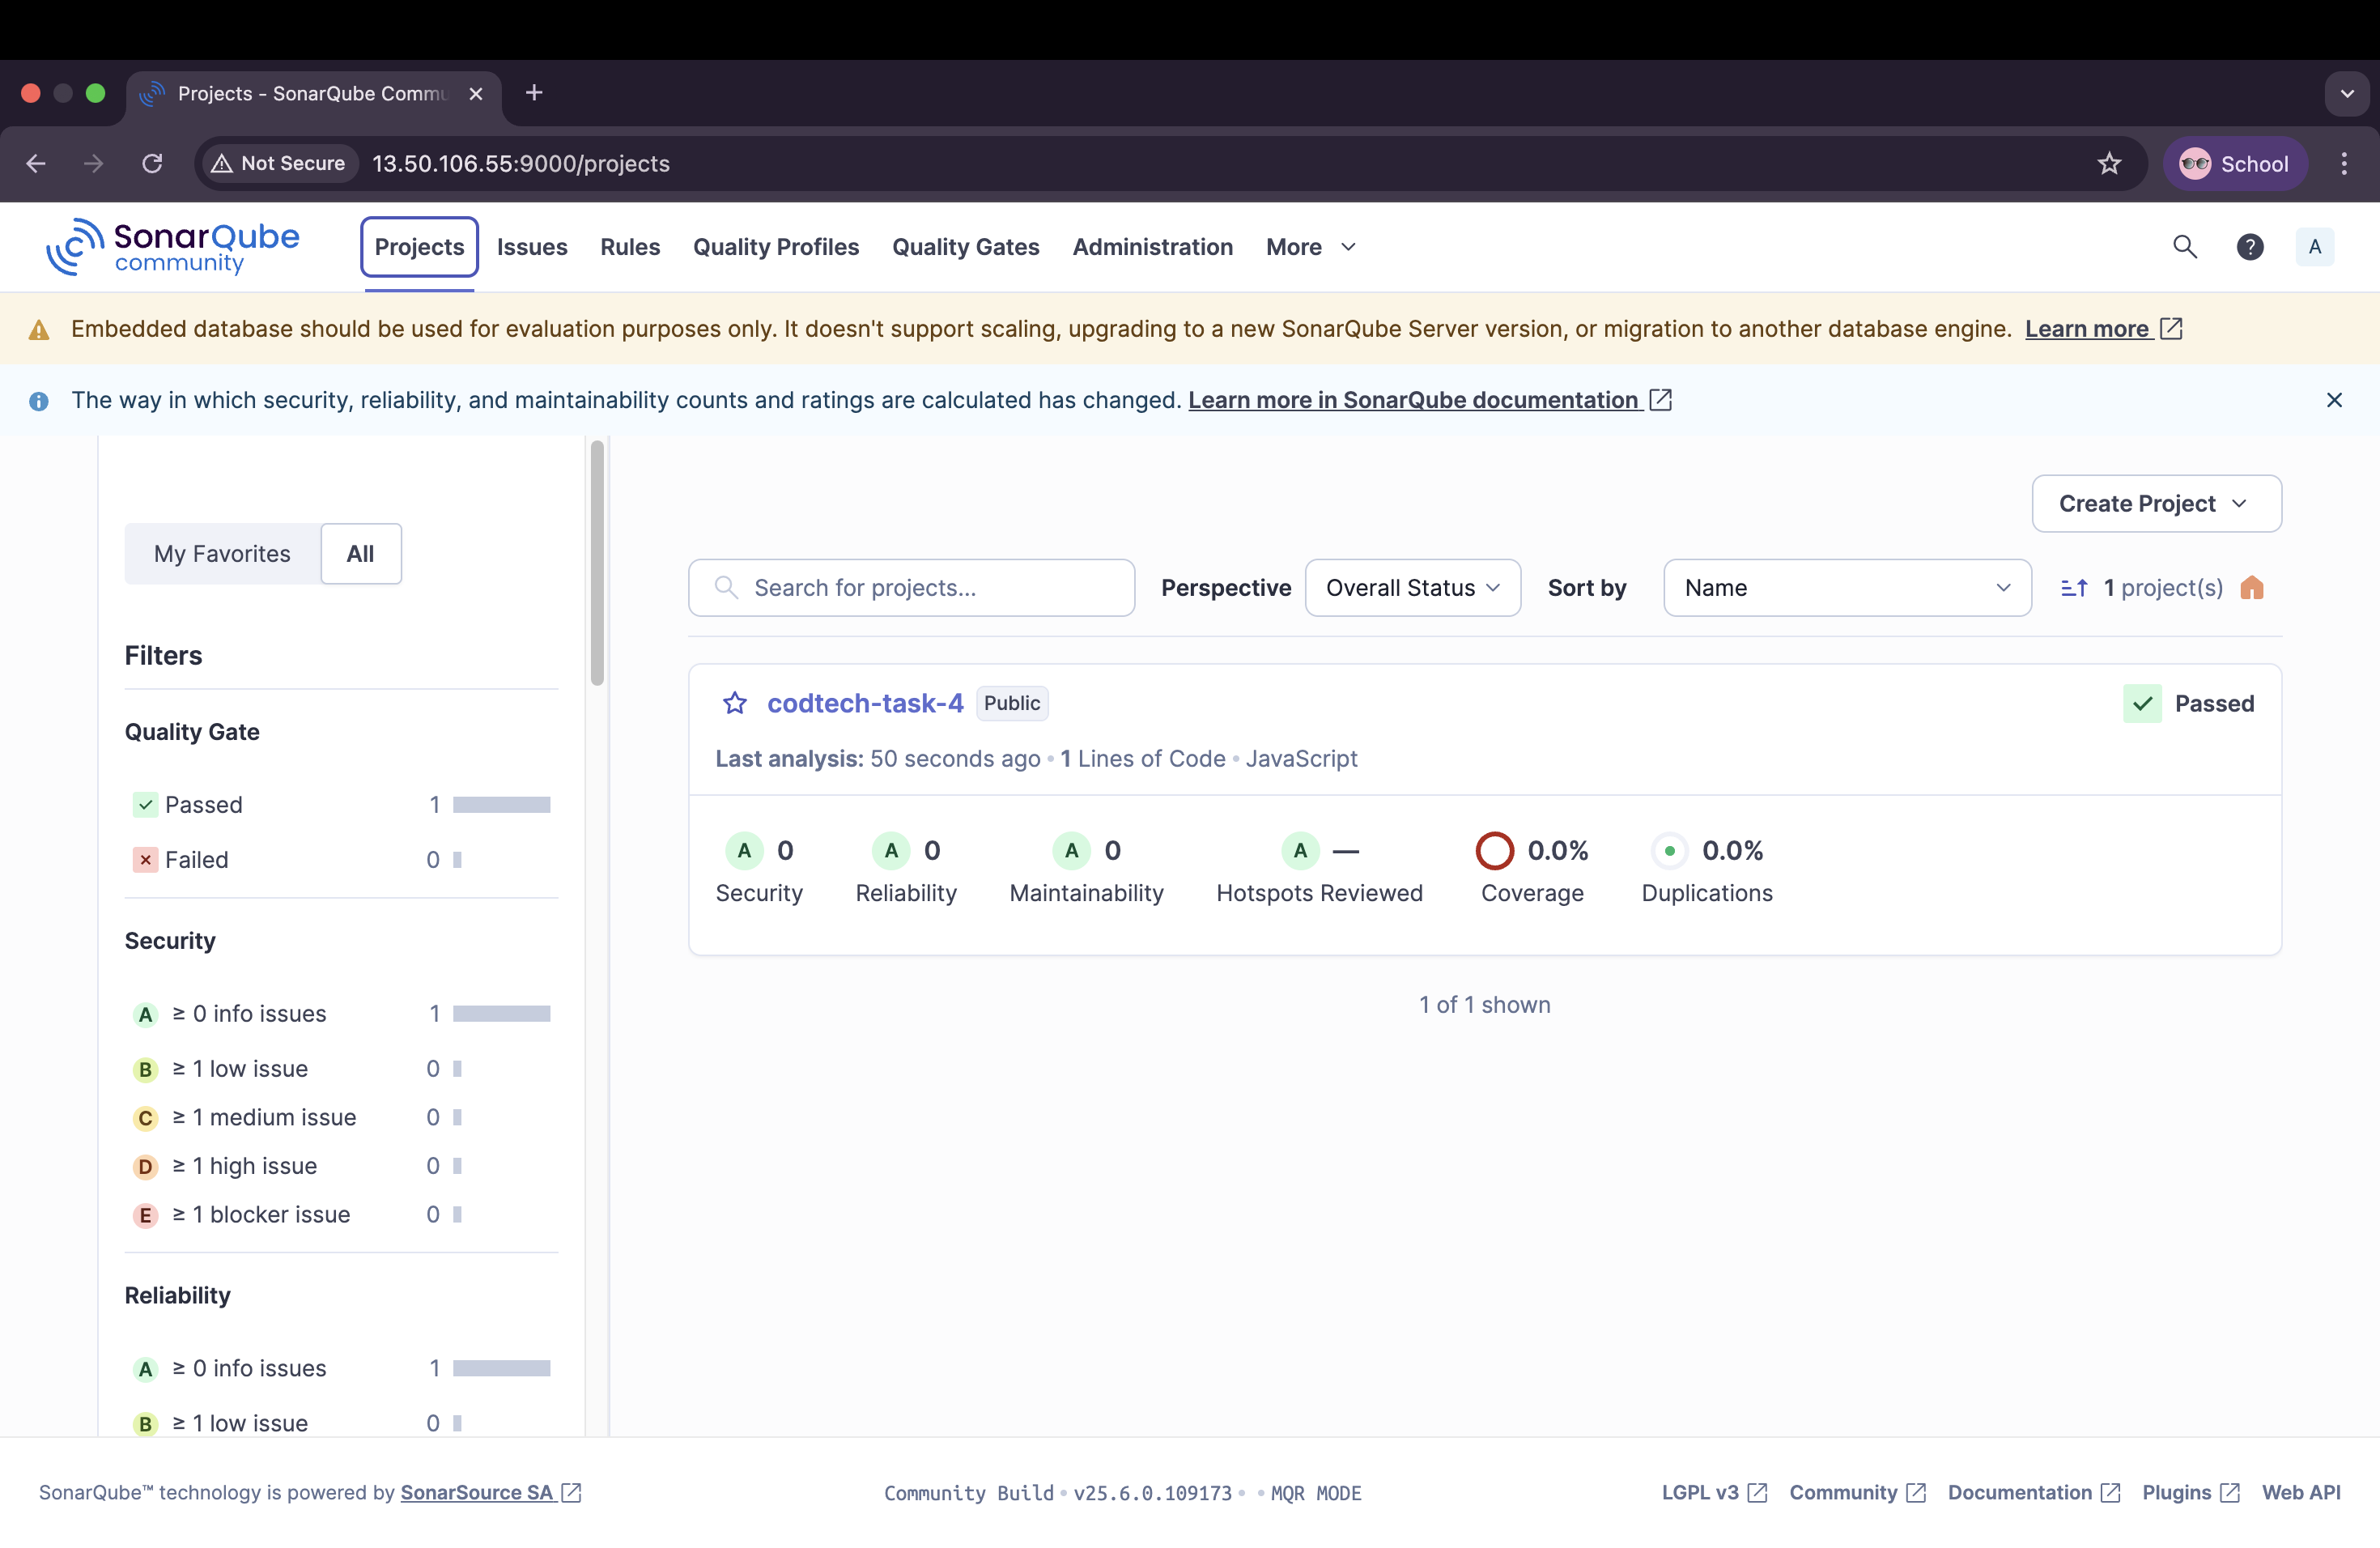 Projects - SonarQube Commu
Not Secure
13.50.106.55:9000/projects
School
SonarQube
community
Projects
Issues
Rules
Quality Profiles
Quality Gates
Administration
More
A
Embedded database should be used for evaluation purposes only. It doesn't support scaling, upgrading to a new SonarQube Server version, or migration to another database engine. Learn more
The way in which security, reliability, and maintainability counts and ratings are calculated has changed. Learn more in SonarQube documentation
My Favorites
All
Filters
Quality Gate
Passed 1
Failed 0
Security
A ≥ 0 info issues 1
B ≥ 1 low issue 0
C ≥ 1 medium issue 0
D ≥ 1 high issue 0
E ≥ 1 blocker issue 0
Reliability
A ≥ 0 info issues 1
B ≥ 1 low issue 0
Create Project
Search for projects...
Perspective
Overall Status
Sort by
Name
1 project(s)
codtech-task-4
Public
Passed
Last analysis: 50 seconds ago • 1 Lines of Code • JavaScript
A 0
Security
A 0
Reliability
A 0
Maintainability
A —
Hotspots Reviewed
0.0%
Coverage
0.0%
Duplications
1 of 1 shown
SonarQube™ technology is powered by SonarSource SA
Community Build • v25.6.0.109173 • • MQR MODE
LGPL v3
Community
Documentation
Plugins
Web API